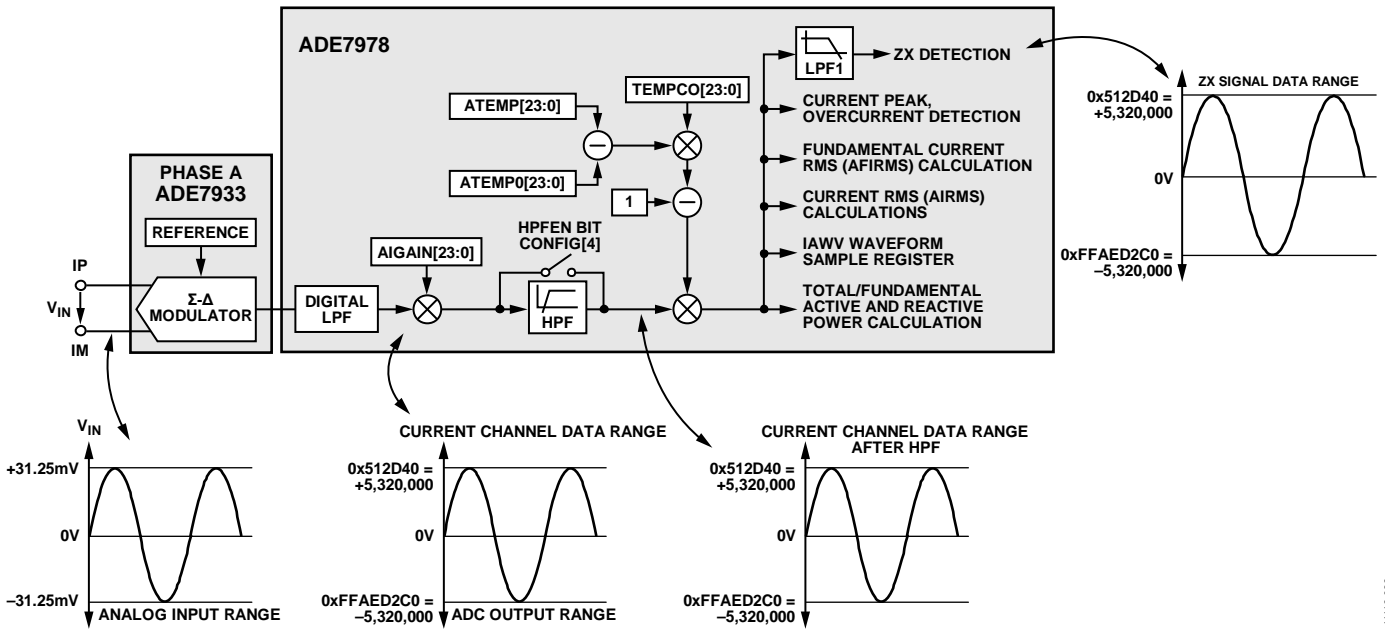 ADE7978
LPF1
ZX DETECTION
TEMPCO[23:0]
ATEMP[23:0]
CURRENT PEAK,
OVERCURRENT DETECTION
–
×
FUNDAMENTAL CURRENT
RMS (AFIRMS) CALCULATION
ATEMP0[23:0]
CURRENT RMS (AIRMS)
CALCULATIONS
1
–
HPFEN BIT
CONFIG[4]
IAWV WAVEFORM
SAMPLE REGISTER
AIGAIN[23:0]
TOTAL/FUNDAMENTAL
ACTIVE AND REACTIVE
POWER CALCULATION
DIGITAL
LPF
×
HPF
×
PHASE A
ADE7933
REFERENCE
IP
VIN
IM
Σ-Δ
MODULATOR
ZX SIGNAL DATA RANGE
0x512D40 =
+5,320,000
0V
0xFFAED2C0 =
–5,320,000
VIN
+31.25mV
0V
–31.25mV
ANALOG INPUT RANGE
CURRENT CHANNEL DATA RANGE
0x512D40 =
+5,320,000
0V
0xFFAED2C0 =
–5,320,000
ADC OUTPUT RANGE
CURRENT CHANNEL DATA RANGE
AFTER HPF
0x512D40 =
+5,320,000
0V
0xFFAED2C0 =
–5,320,000